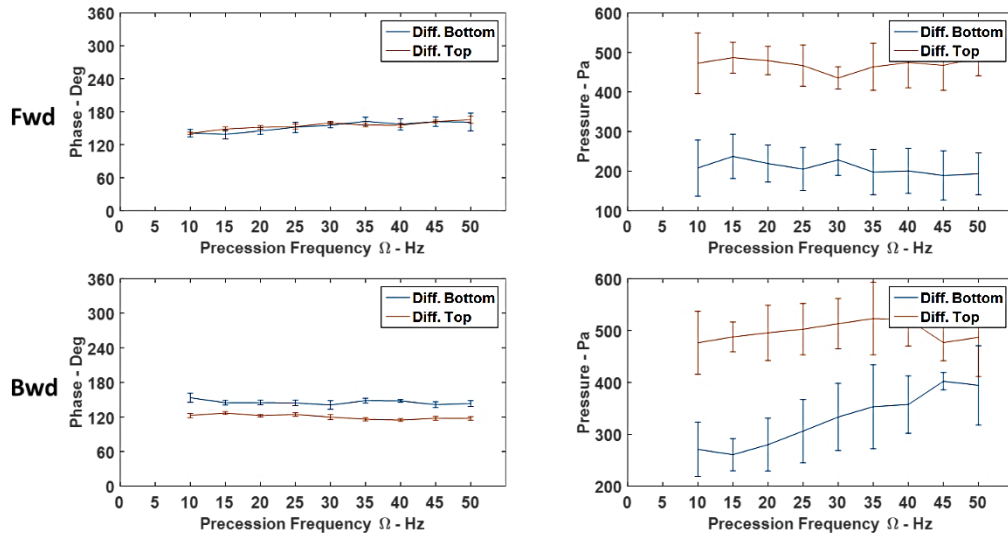 Fwd
Phase - Deg
360
300
240
180
120
60
0
0 5 10 15 20 25 30 35 40 45 50
Precession Frequency Ω - Hz
Diff. Bottom
Diff. Top
Pressure - Pa
600
500
400
300
200
100
0 5 10 15 20 25 30 35 40 45 50
Precession Frequency Ω - Hz
Diff. Bottom
Diff. Top
Bwd
Phase - Deg
360
300
240
180
120
60
0
0 5 10 15 20 25 30 35 40 45 50
Precession Frequency Ω - Hz
Diff. Bottom
Diff. Top
Pressure - Pa
600
500
400
300
200
0 5 10 15 20 25 30 35 40 45 50
Precession Frequency Ω - Hz
Diff. Bottom
Diff. Top